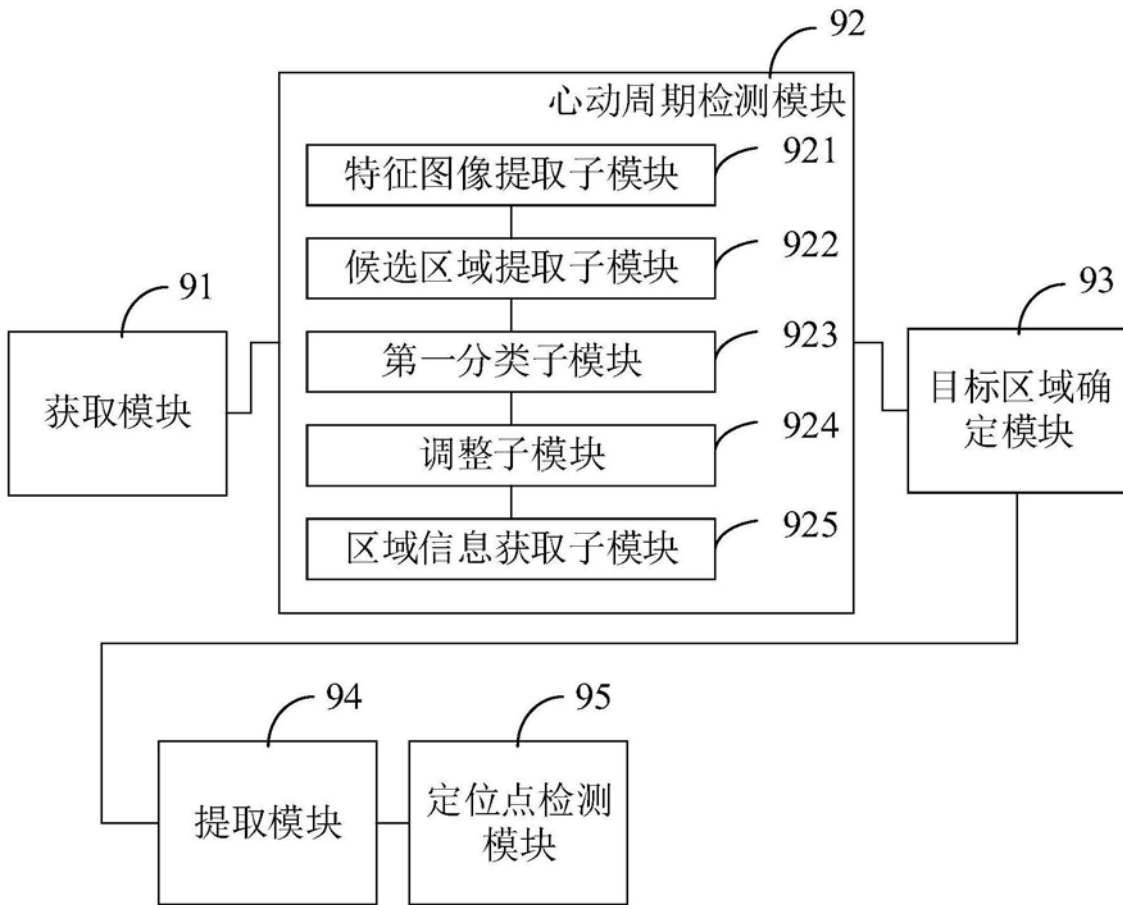 92
心动周期检测模块
特征图像提取子模块
921
候选区域提取子模块
922
第一分类子模块
923
调整子模块
924
区域信息获取子模块
925
91
获取模块
93
目标区域确
定模块
94
提取模块
95
定位点检测
模块